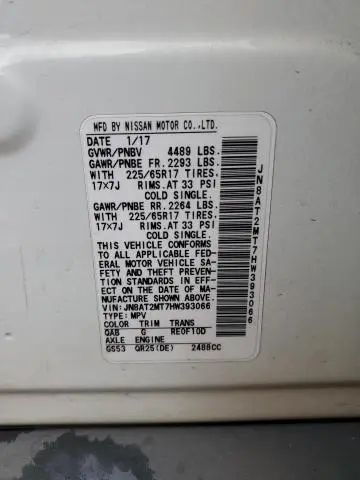 MFD BY NISSAN MOTOR CO.,LTD.
DATE 1/17
GVWR/PNBV 4489 LBS.
GAWR/PNBE FR. 2293 LBS.
WITH 225/65R17 TIRES.
17x7J RIMS.AT 33 PSI
COLD SINGLE.
GAWR/PNBE RR. 2264 LBS.
WITH 225/65R17 TIRES.
17x7J RIMS.AT 33 PSI
COLD SINGLE.
THIS VEHICLE CONFORMS
TO ALL APPLICABLE FED-
ERAL MOTOR VEHICLE SA-
FETY AND THEFT PREVENTION
STANDARDS IN EFF-
ECT ON THE DATE OF MA-
NUFACTURE SHOWN ABOVE.
VIN:JN8AT2MT7HW393066
TYPE:MPV
COLOR TRIM TRANS
QAB G RE0F10D
AXLE ENGINE
GS53 QR25(DE) 2488CC
JN8AT2MT7HW393066